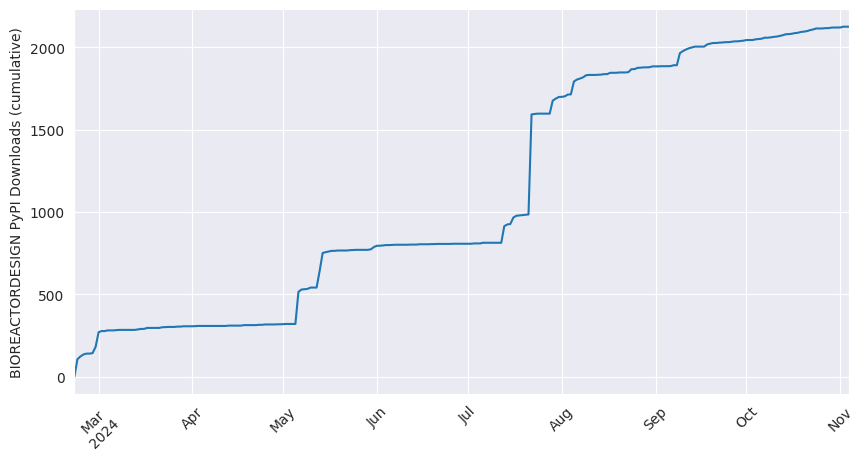 BIOREACTORDESIGN PyPI Downloads (cumulative)
2000
1500
1000
500
0
Mar
2024
Apr
May
Jun
Jul
Aug
Sep
Oct
Nov